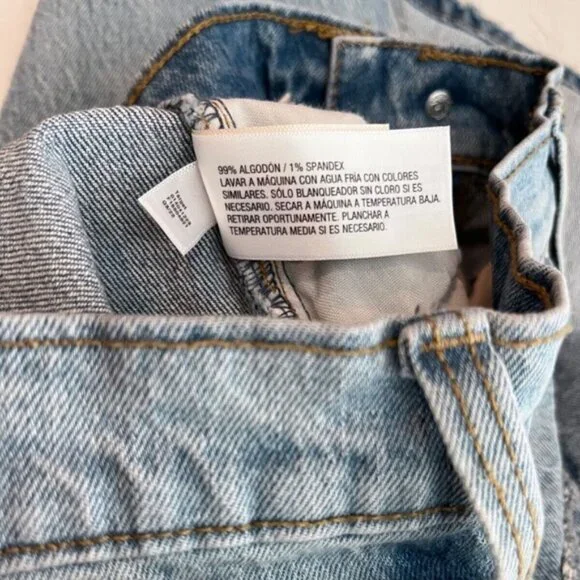 99% ALGODÓN / 1% SPANDEX
LAVAR A MÁQUINA CON AGUA FRÍA CON COLORES
SIMILARES. SÓLO BLANQUEADOR SIN CLORO SI ES
NECESARIO. SECAR A MÁQUINA A TEMPERATURA BAJA.
RETIRAR OPORTUNAMENTE. PLANCHAR A
TEMPERATURA MEDIA SI ES NECESARIO.